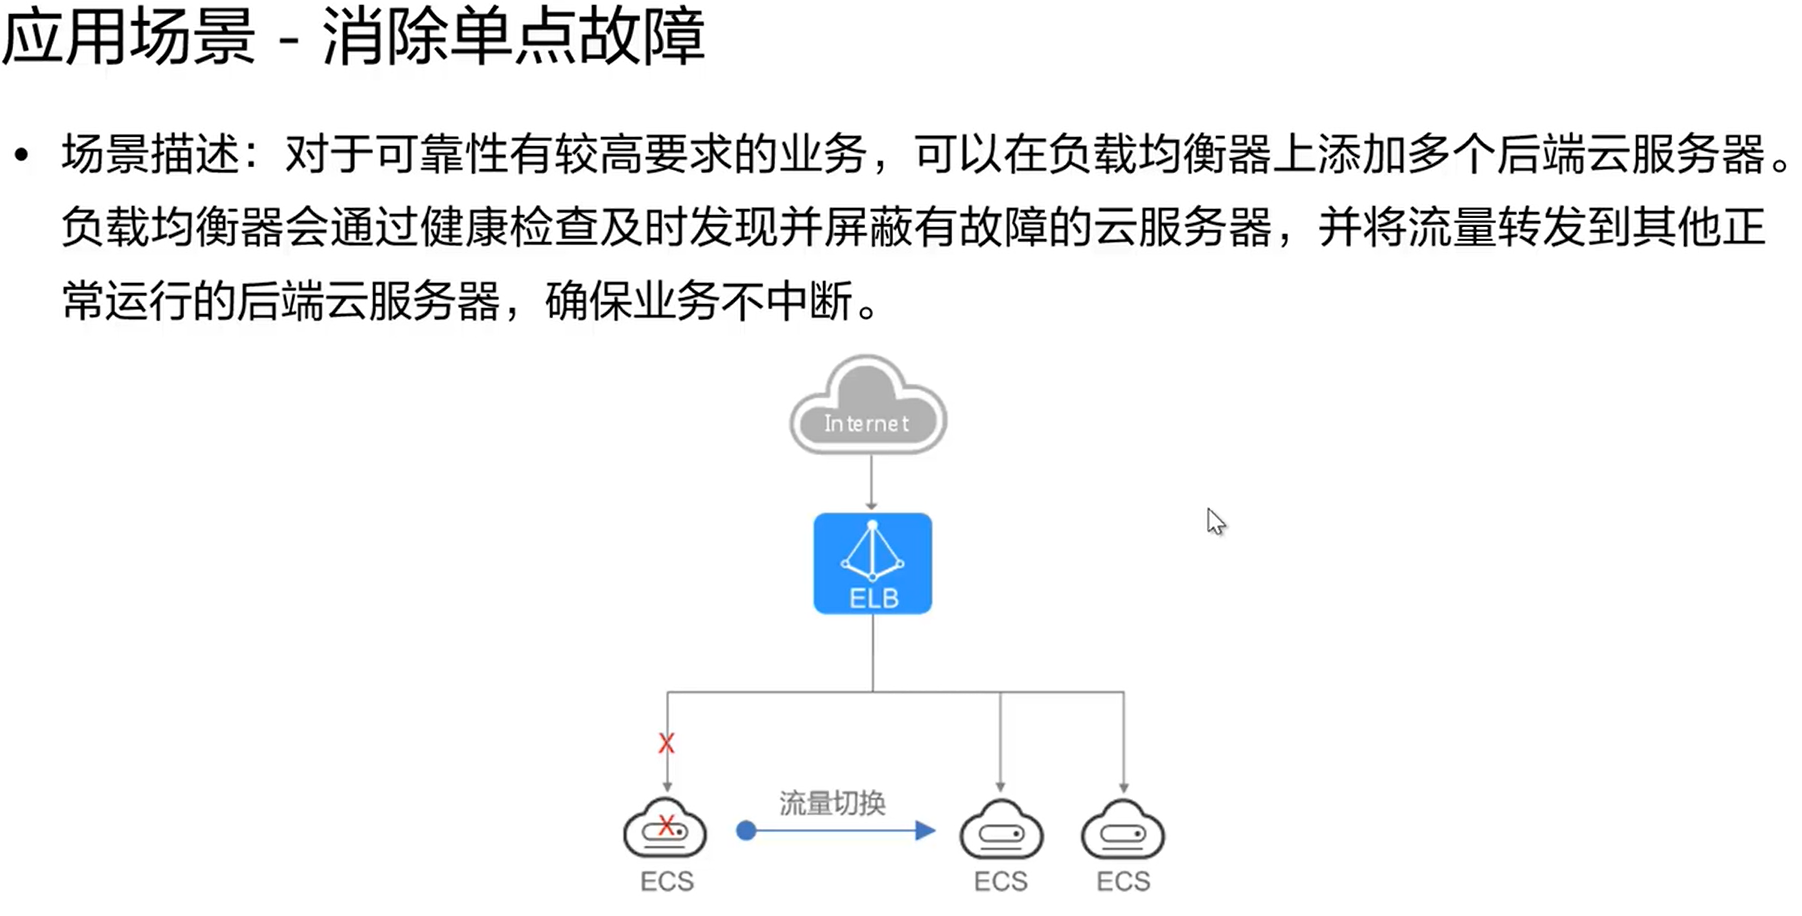 应用场景 - 消除单点故障
• 场景描述：对于可靠性有较高要求的业务，可以在负载均衡器上添加多个后端云服务器。
负载均衡器会通过健康检查及时发现并屏蔽有故障的云服务器，并将流量转发到其他正
常运行的后端云服务器，确保业务不中断。
Internet
ELB
X
流量切换
X
ECS
ECS
ECS